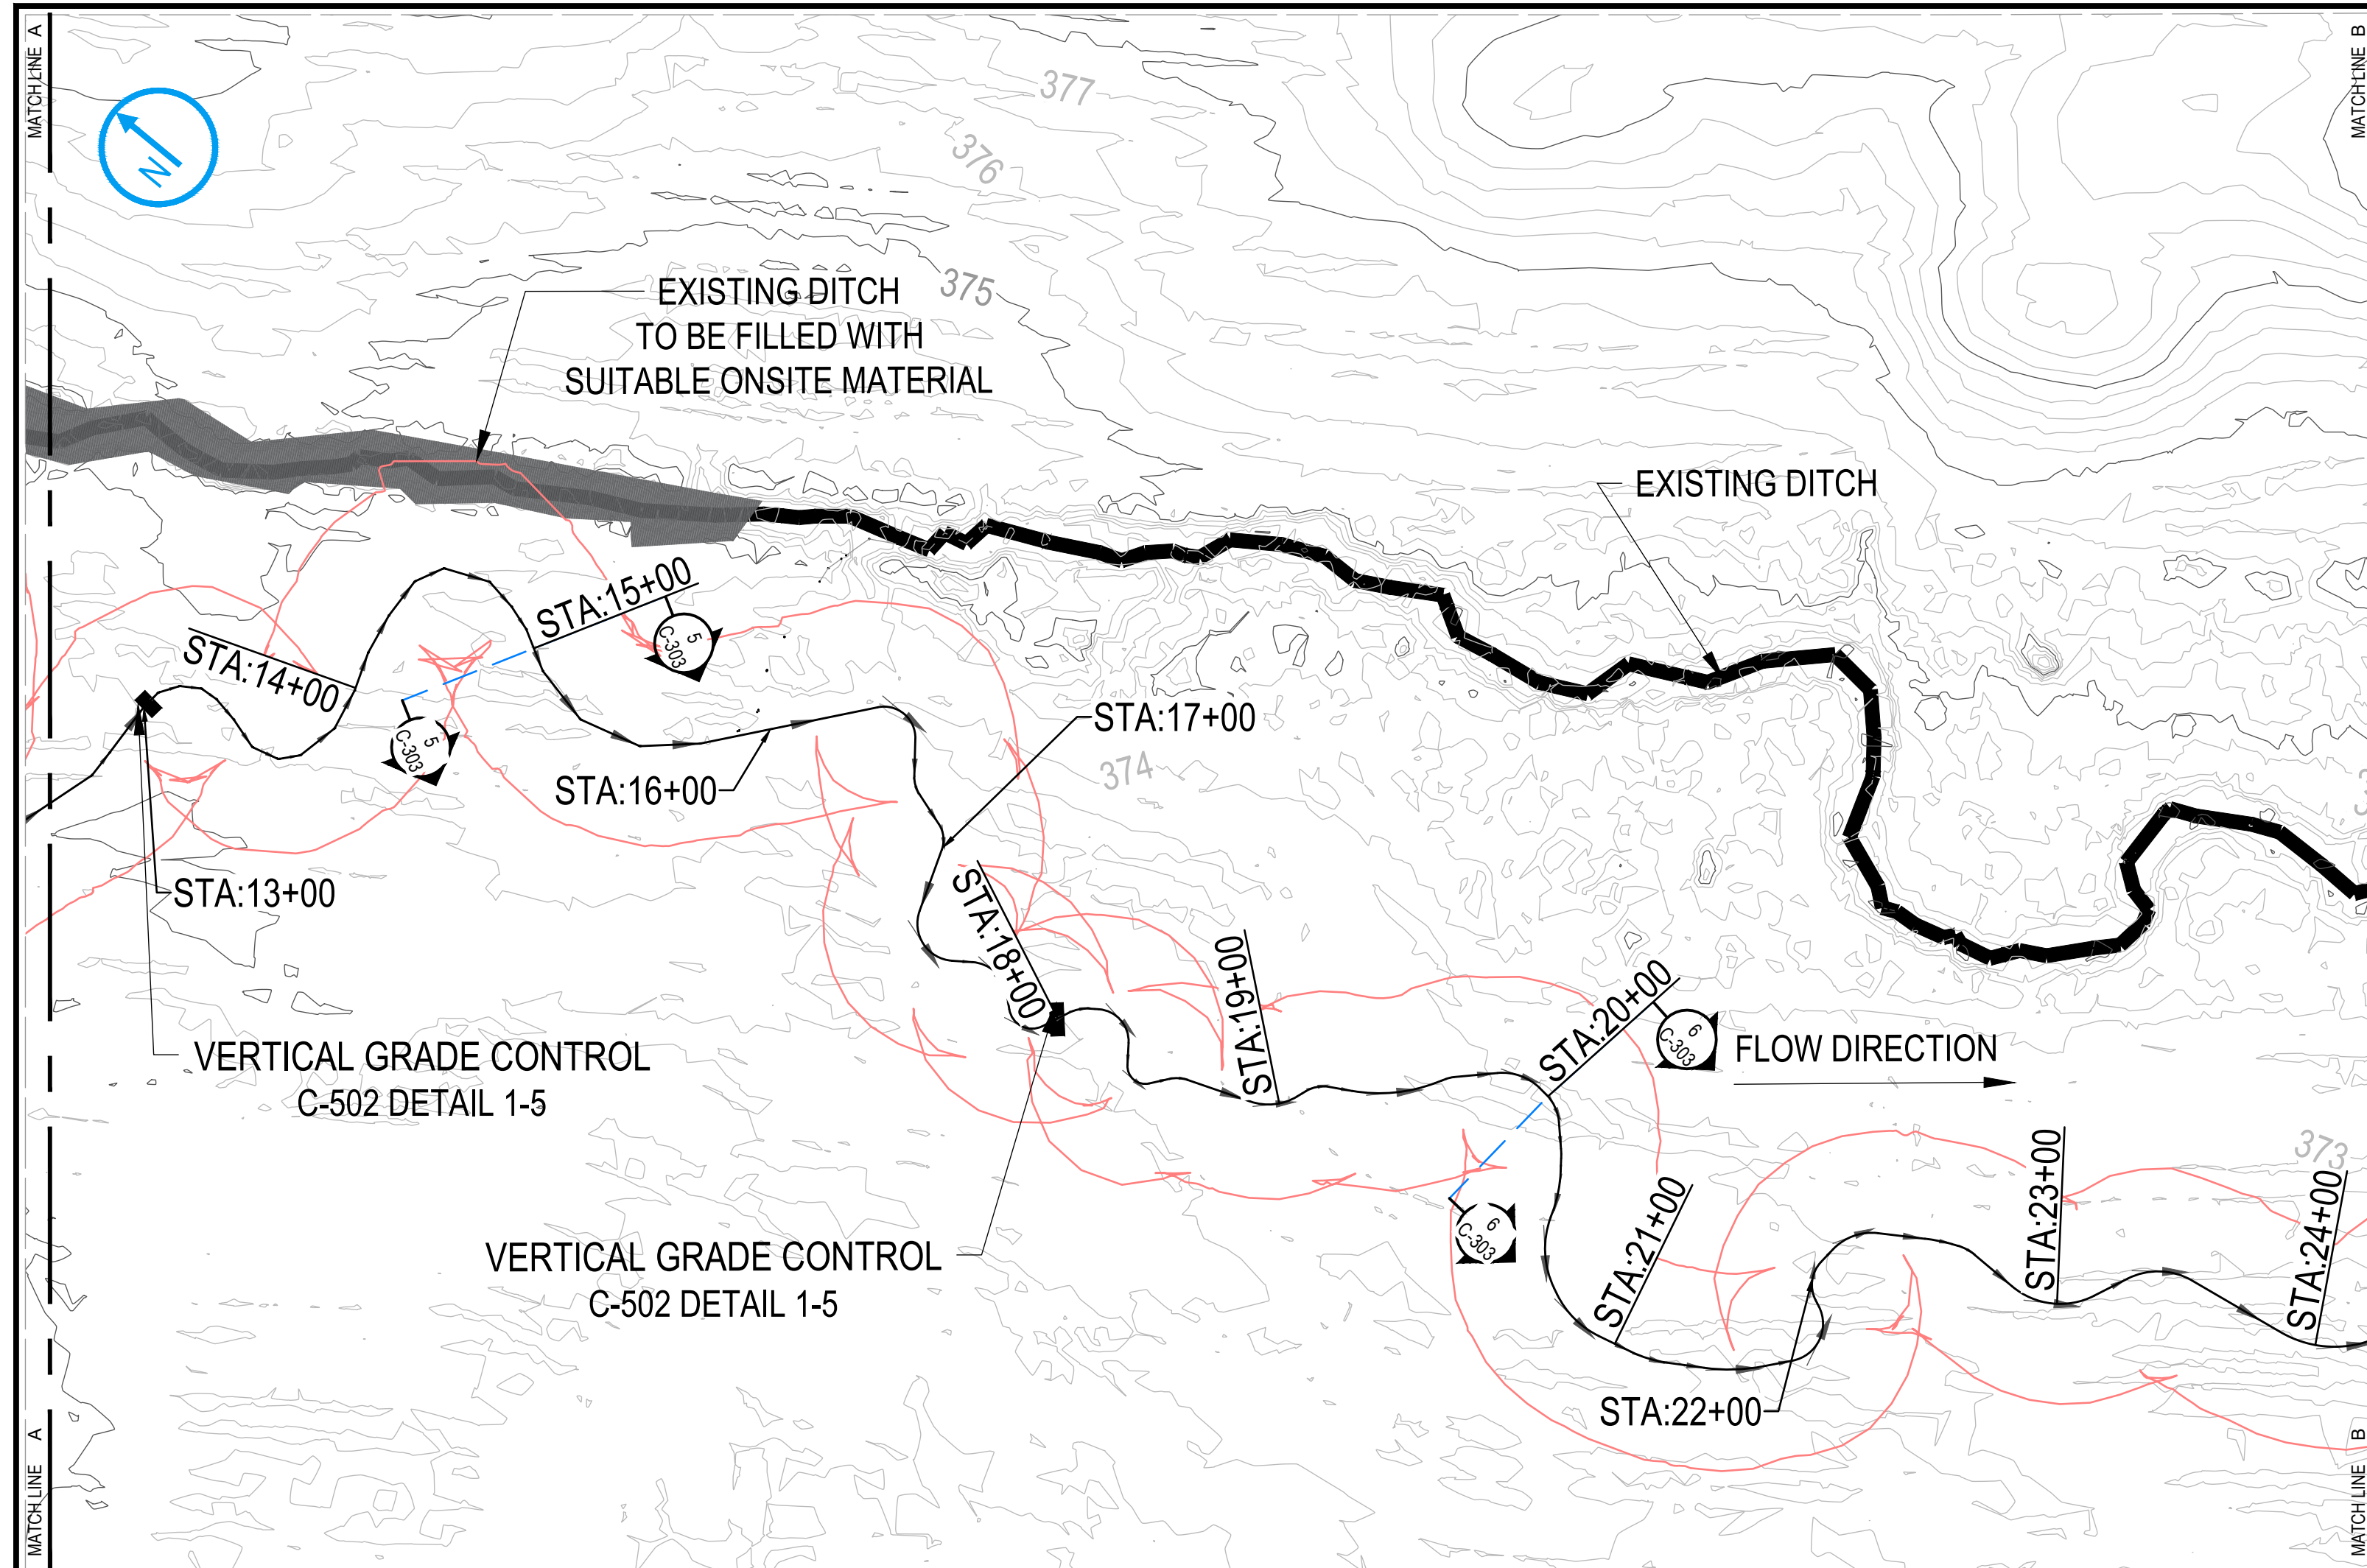 MATCH LINE A
MATCH LINE B
N
377
376
375
EXISTING DITCH
TO BE FILLED WITH
SUITABLE ONSITE MATERIAL
EXISTING DITCH
STA:15+00
5
C-303
STA:14+00
5
C-303
STA:17+00
374
STA:16+00
STA:13+00
STA:18+00
STA:19+00
STA:20+00
6
C-303
FLOW DIRECTION
VERTICAL GRADE CONTROL
C-502 DETAIL 1-5
373
STA:23+00
STA:24+00
STA:21+00
6
C-303
VERTICAL GRADE CONTROL
C-502 DETAIL 1-5
STA:22+00
MATCH LINE A
MATCH LINE B